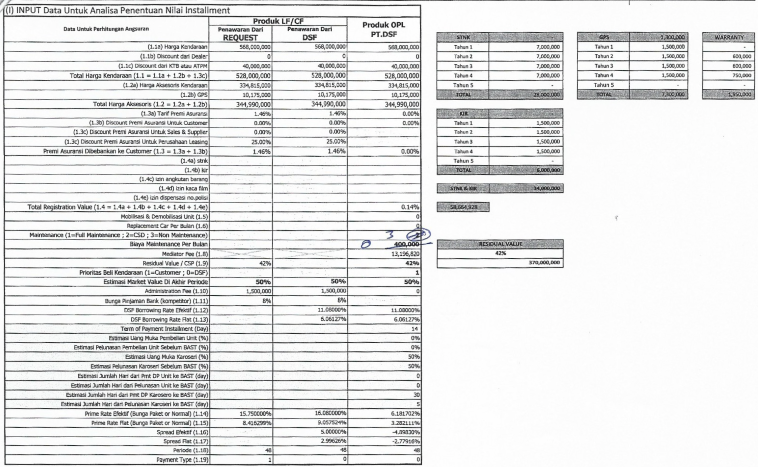 (I) INPUT Data Untuk Analisa Penentuan Nilai Installment
Data Untuk Perhitungan Angsuran Produk LF/CF Produk OPL
Penawaran Dari REQUEST Penawaran Dari DSF PT.DSF
(1.1a) Harga Kendaraan 568,000,000 568,000,000 568,000,000
(1.1b) Discount dari Dealer 0 0 0
(1.1c) Discount dari KTB atau ATPM 40,000,000 40,000,000 40,000,000
Total Harga Kendaraan (1.1 = 1.1a + 1.2b + 1.3c) 528,000,000 528,000,000 528,000,000
(1.2a) Harga Aksesoris Kendaraan 334,815,000 334,815,000 334,815,000
(1.2b) GPS 10,175,000 10,175,000 10,175,000
Total Harga Aksesoris (1.2 = 1.2a + 1.2b) 344,990,000 344,990,000 344,990,000
(1.3a) Tarif Premi Asuransi 1.46% 1.46% 0.00%
(1.3b) Discount Premi Asuransi Untuk Customer 0.00% 0.00% 0.00%
(1.3c) Discount Premi Asuransi Untuk Sales & Supplier 0.00% 0.00%
(1.3c) Discount Premi Asuransi Untuk Perusahaan Leasing 25.00% 25.00%
Premi Asuransi Dibebankan ke Customer (1.3 = 1.3a + 1.3b) 1.46% 1.46% 0.00%
(1.4a) stnk
(1.4b) kir
(1.4c) izin angkutan barang
(1.4d) izin kaca film
(1.4e) izin dispensasi no.polisi
Total Registration Value (1.4 = 1.4a + 1.4b + 1.4c + 1.4d + 1.4e) 0.14%
Mobilisasi & Demobilisasi Unit (1.5) 0
Replacement Car Per Bulan (1.6) 0
Maintenance (1=Full Maintenance ; 2=CSD ; 3=Non Maintenance) 3
Biaya Maintenance Per Bulan 0 400,000
Mediator Fee (1.8) 13,196,820
Residual Value / CSP (1.9) 42% 42%
Prioritas Beli Kendaraan (1=Customer ; 0=DSF) 1
Estimasi Market Value Di Akhir Periode 50% 50% 50%
Administration Fee (1.10) 1,500,000 1,500,000 0
Bunga Pinjaman Bank (kompetitor) (1.11) 8% 8%
DSF Borrowing Rate Efektif (1.12) 11.08000% 11.08000%
DSF Borrowing Rate Flat (1.13) 6.06127% 6.06127%
Term of Payment Installment (Day) 14
Estimasi Uang Muka Pembelian Unit (%) 0%
Estimasi Pelunasan Pembelian Unit Sebelum BAST (%) 0%
Estimasi Uang Muka Karoseri (%) 50%
Estimasi Pelunasan Karoseri Sebelum BAST (%) 50%
Estimasi Jumlah Hari dari Pmt DP Unit ke BAST (day) 0
Estimasi Jumlah Hari dari Pelunasan Unit ke BAST (day) 0
Estimasi Jumlah Hari dari Pmt DP Karosero ke BAST (day) 30
Estimasi Jumlah Hari dari Pelunasan Karoseri ke BAST (day) 5
Prime Rate Efektif (Bunga Paket or Normal) (1.14) 15.750000% 16.080000% 6.181702%
Prime Rate Flat (Bunga Paket or Normal) (1.15) 8.416299% 9.057524% 3.282111%
Spread Efektif (1.16) 5.00000% -4.89830%
Spread Flat (1.17) 2.99626% -2.77916%
Periode (1.18) 48 48 48
Payment Type (1.19) 1 0 0
STNK -
Tahun 1 7,000,000
Tahun 2 7,000,000
Tahun 3 7,000,000
Tahun 4 7,000,000
Tahun 5 -
TOTAL 28,000,000
GPS
Tahun 1 1,500,000
Tahun 2 1,500,000
Tahun 3 1,500,000
Tahun 4 1,500,000
Tahun 5 -
TOTAL
WARRANTY
-
600,000
600,000
750,000
-
1,950,000
KIR -
Tahun 1 1,500,000
Tahun 2 1,500,000
Tahun 3 1,500,000
Tahun 4 1,500,000
Tahun 5 -
TOTAL 6,000,000
STNK & KIR 34,000,000
RESIDUAL VALUE
42%
370,000,000